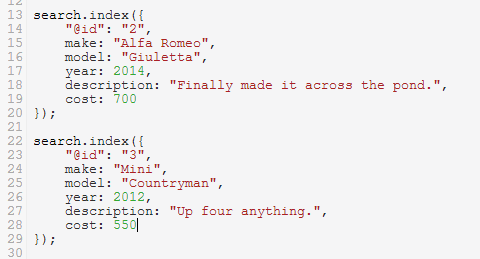 12
13 search.index({
14     "@id": "2",
15     make: "Alfa Romeo",
16     model: "Giuletta",
17     year: 2014,
18     description: "Finally made it across the pond.",
19     cost: 700
20 });
21
22 search.index({
23     "@id": "3",
24     make: "Mini",
25     model: "Countryman",
26     year: 2012,
27     description: "Up four anything.",
28     cost: 550
29 });
30